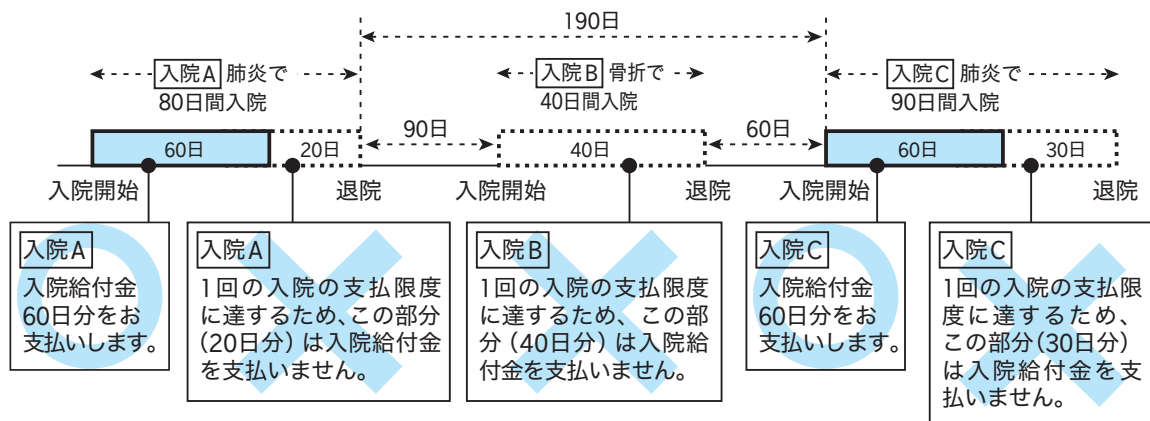 190日
入院A 肺炎で
80日間入院
入院B 骨折で
40日間入院
入院C 肺炎で
90日間入院
90日
60日
60日
20日
40日
60日
30日
入院開始
退院
入院開始
退院
入院開始
退院
入院A
入院給付金
60日分をお
支払いします。
入院A
1回の入院の支払限度
に達するため、この部分
(20日分)は入院給付金
を支払いません。
入院B
1回の入院の支払限度
に達するため、この部
分(40日分)は入院給
付金を支払いません。
入院C
入院給付金
60日分をお
支払いします。
入院C
1回の入院の支払限
度に達するため、
この部分(30日分)
は入院給付金を支
払いません。